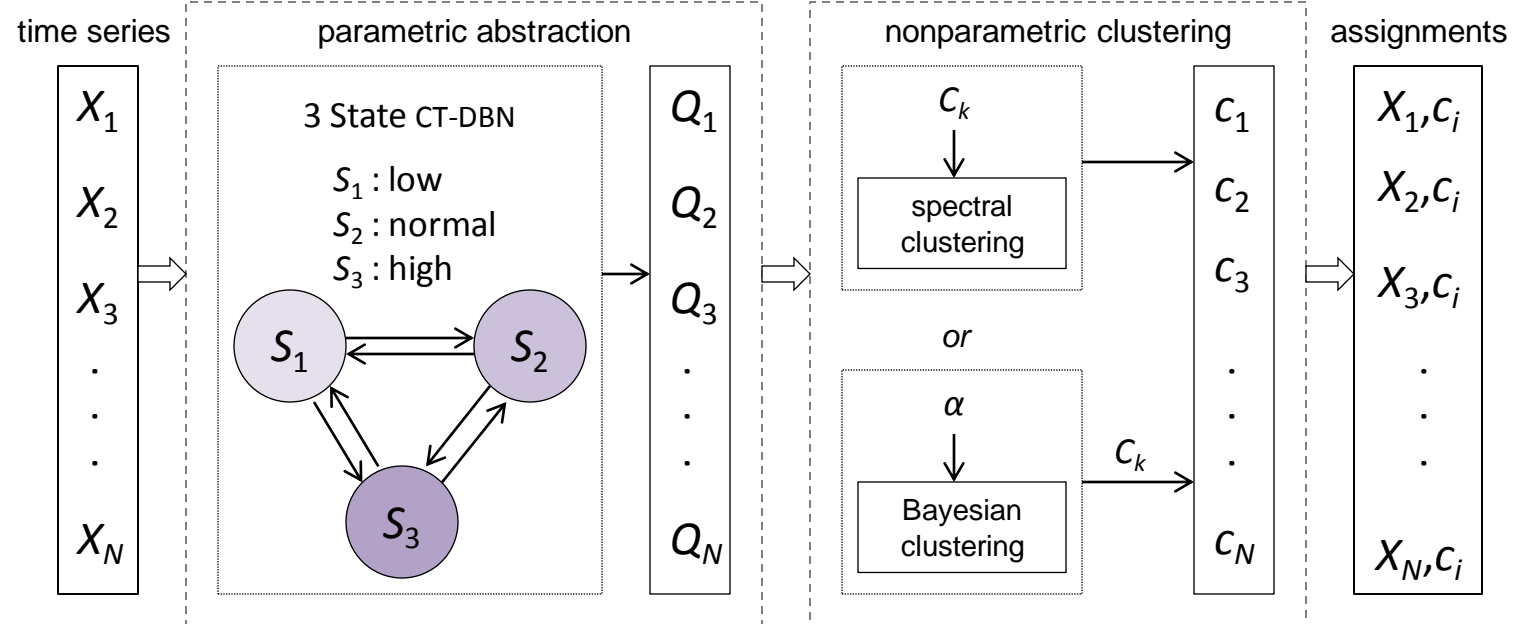 time series
X1
X2
X3
.
.
.
XN
parametric abstraction
3 State CT-DBN
S1 : low
S2 : normal
S3 : high
S1
S2
S3
Q1
Q2
Q3
.
.
.
QN
nonparametric clustering
Ck
spectral
clustering
or
α
Bayesian
clustering
Ck
c1
c2
c3
.
.
.
cN
assignments
X1,ci
X2,ci
X3,ci
.
.
.
XN,ci